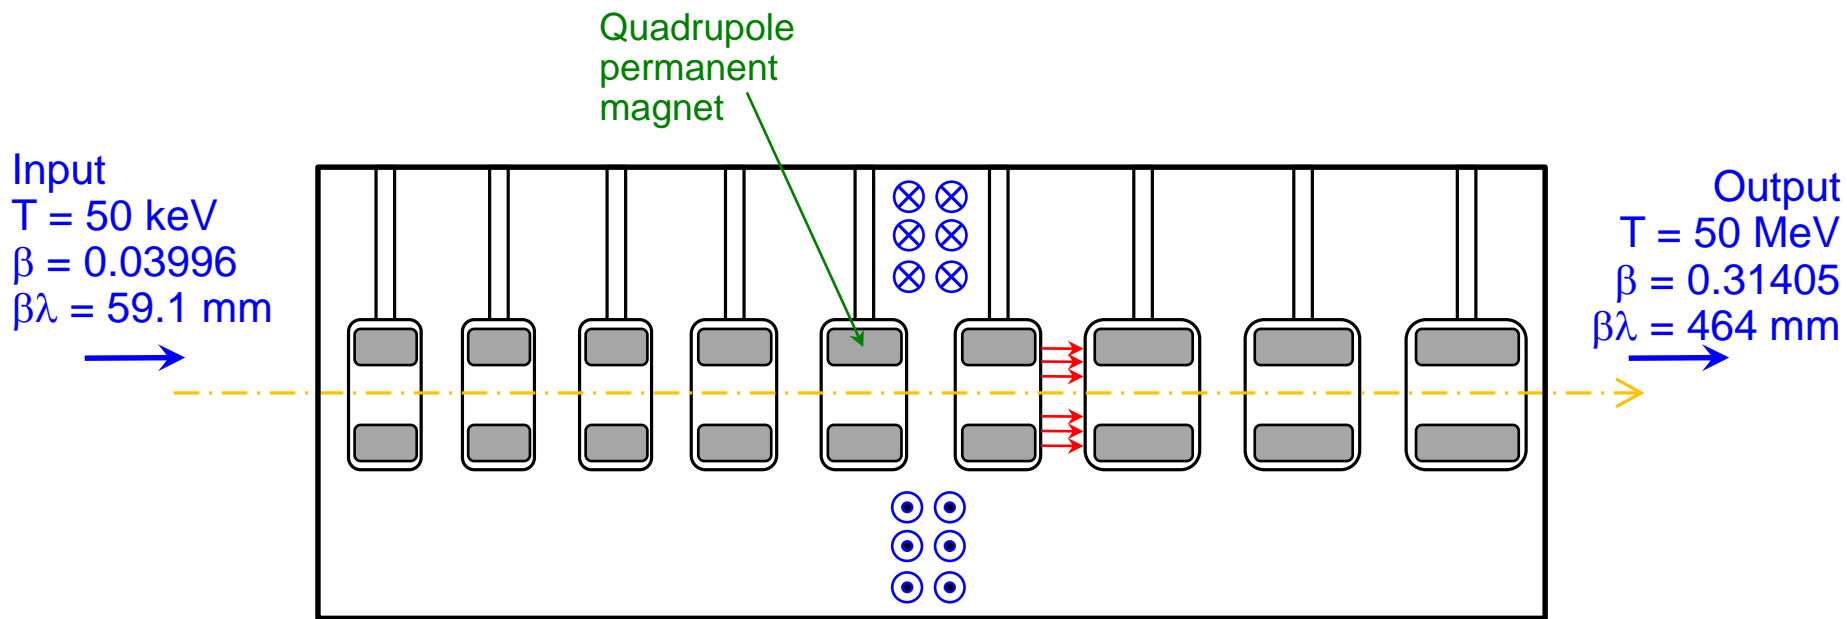 Quadrupole
permanent
magnet
Input
T = 50 keV
β = 0.03996
βλ = 59.1 mm
Output
T = 50 MeV
β = 0.31405
βλ = 464 mm